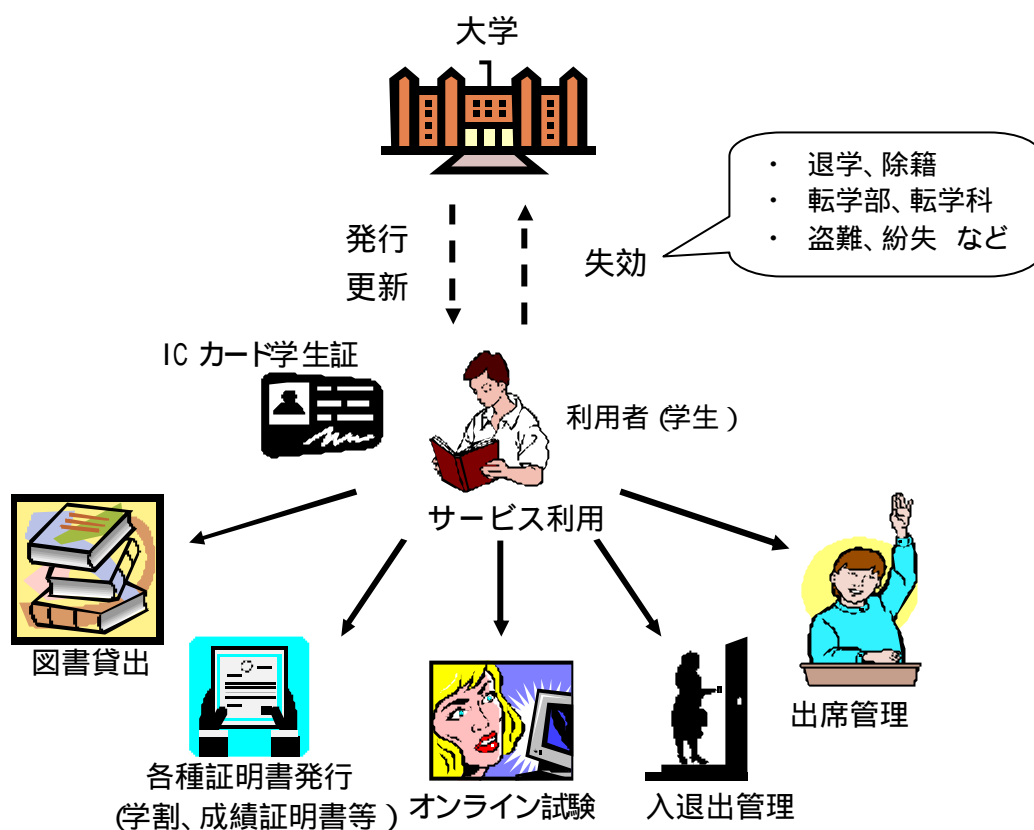 大学
・ 退学、除籍
・ 転学部、転学科
・ 盗難、紛失 など
発行
更新
失効
IC カード学生証
利用者 (学生 )
サービス利用
図書貸出
各種証明書発行
(学割、成績証明書等 )
オンライン試験
入退出管理
出席管理